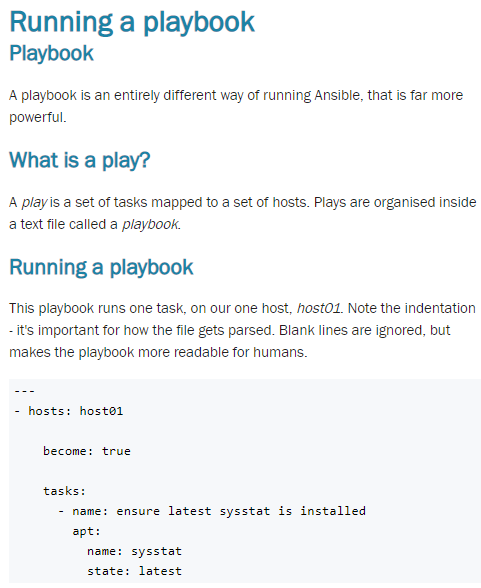 Running a playbook
Playbook
A playbook is an entirely different way of running Ansible, that is far more
powerful.
What is a play?
A play is a set of tasks mapped to a set of hosts. Plays are organised inside
a text file called a playbook.
Running a playbook
This playbook runs one task, on our one host, host01. Note the indentation
- it's important for how the file gets parsed. Blank lines are ignored, but
makes the playbook more readable for humans.
---
- hosts: host01
    become: true
    tasks:
      - name: ensure latest sysstat is installed
        apt:
          name: sysstat
          state: latest